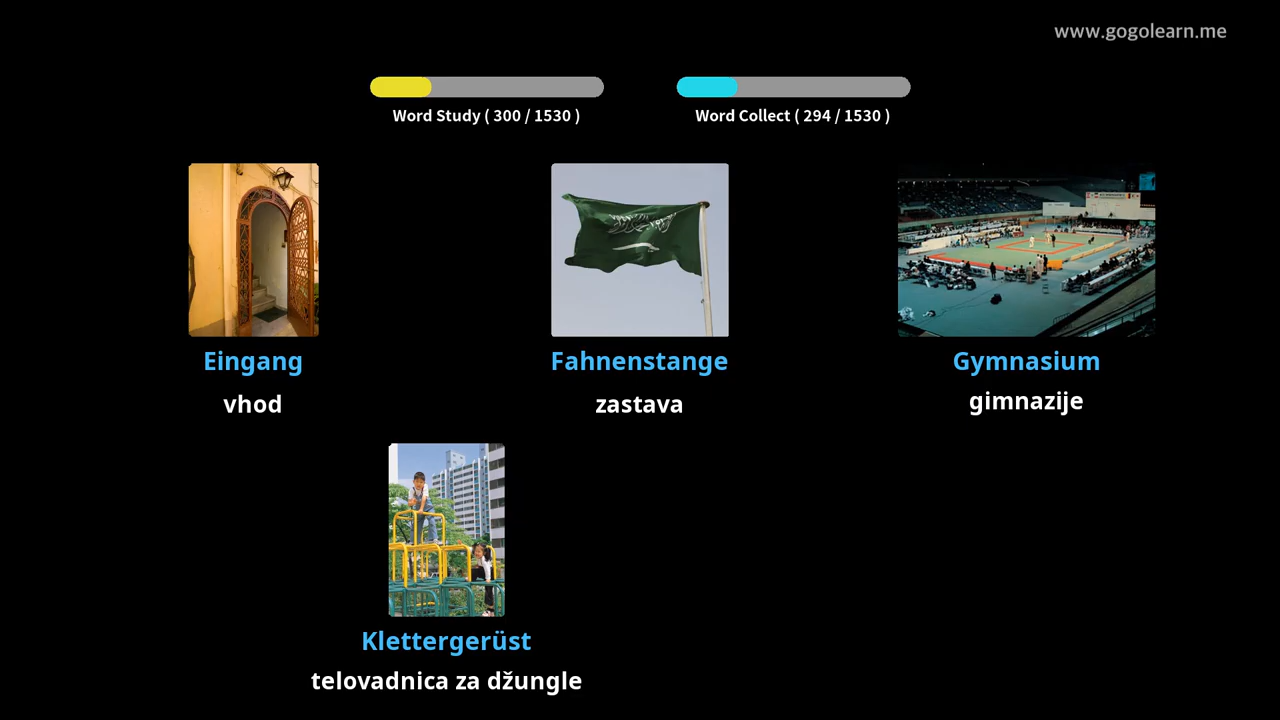 www.gogolearn.me
Word Study ( 300 / 1530 )
Word Collect ( 294 / 1530 )
Eingang
vhod
Fahnenstange
zastava
Gymnasium
gimnazije
Klettergerüst
telovadnica za džungle